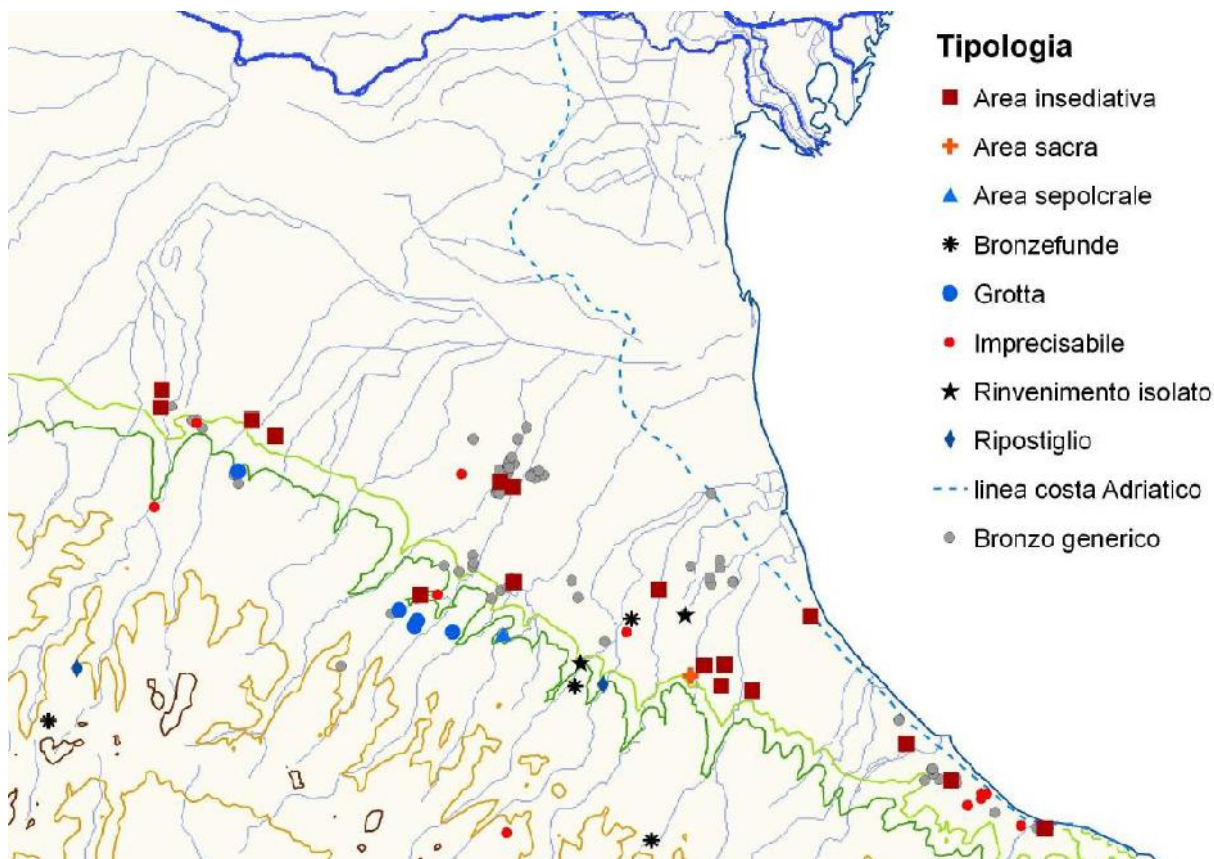 Tipologia
Area insediativa
Area sacra
Area sepolcrale
Bronzefunde
Grotta
Imprecisabile
Rinvenimento isolato
Ripostiglio
linea costa Adriatico
Bronzo generico